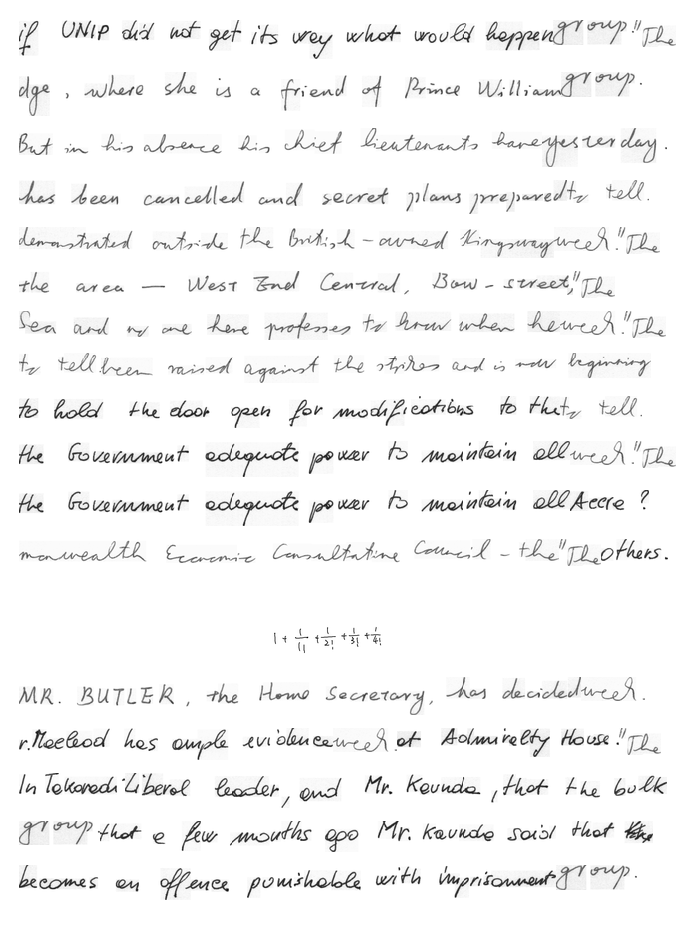 if UNIP did not get its way what would happen group." The
dge, where she is a friend of Prince William group.
But in his absence his chief lieutenants have yesterday.
has been cancelled and secret plans prepared to tell.
demonstrated outside the British-owned Kingsway week." The
the area — West End Central, Bow-street," The
Sea and no one here professes to know when he week." The
to tell been raised against the strikes and is now beginning
to hold the door open for modifications to that to tell.
the Government adequate power to maintain all week." The
the Government adequate power to maintain all Accra ?
monwealth Economic Consultative Council - the " The Others.
1 + \frac{1}{1!} + \frac{1}{2!} + \frac{1}{3!} + \frac{1}{4!}
MR. BUTLER, the Home Secretary, has decided week.
r. Macleod has ample evidence week at Admiralty House." The
In Takoradi Liberal leader, and Mr. Kaunda, that the bulk
group that a few months ago Mr. Kaunda said that
becomes an offence punishable with imprisonment group.